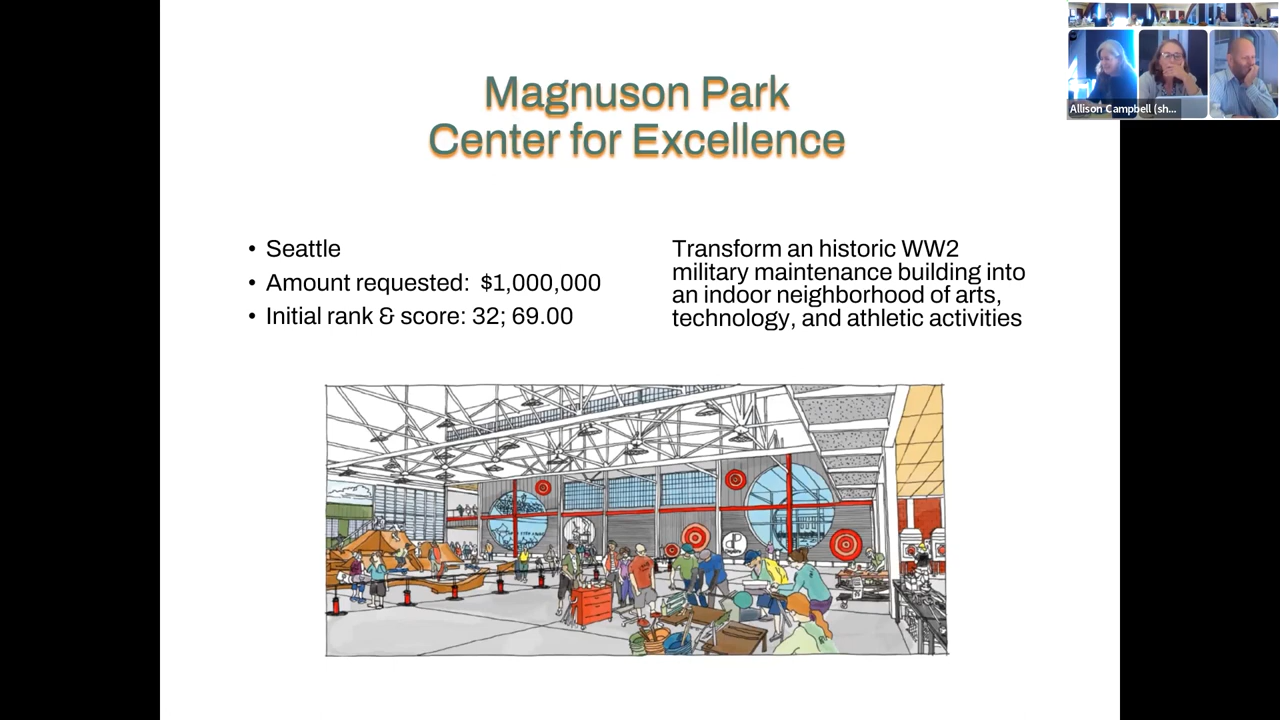 Magnuson Park
Center for Excellence
• Seattle
• Amount requested: $1,000,000
• Initial rank & score: 32; 69.00
Transform an historic WW2
military maintenance building into
an indoor neighborhood of arts,
technology, and athletic activities
Allison Campbell (sh...